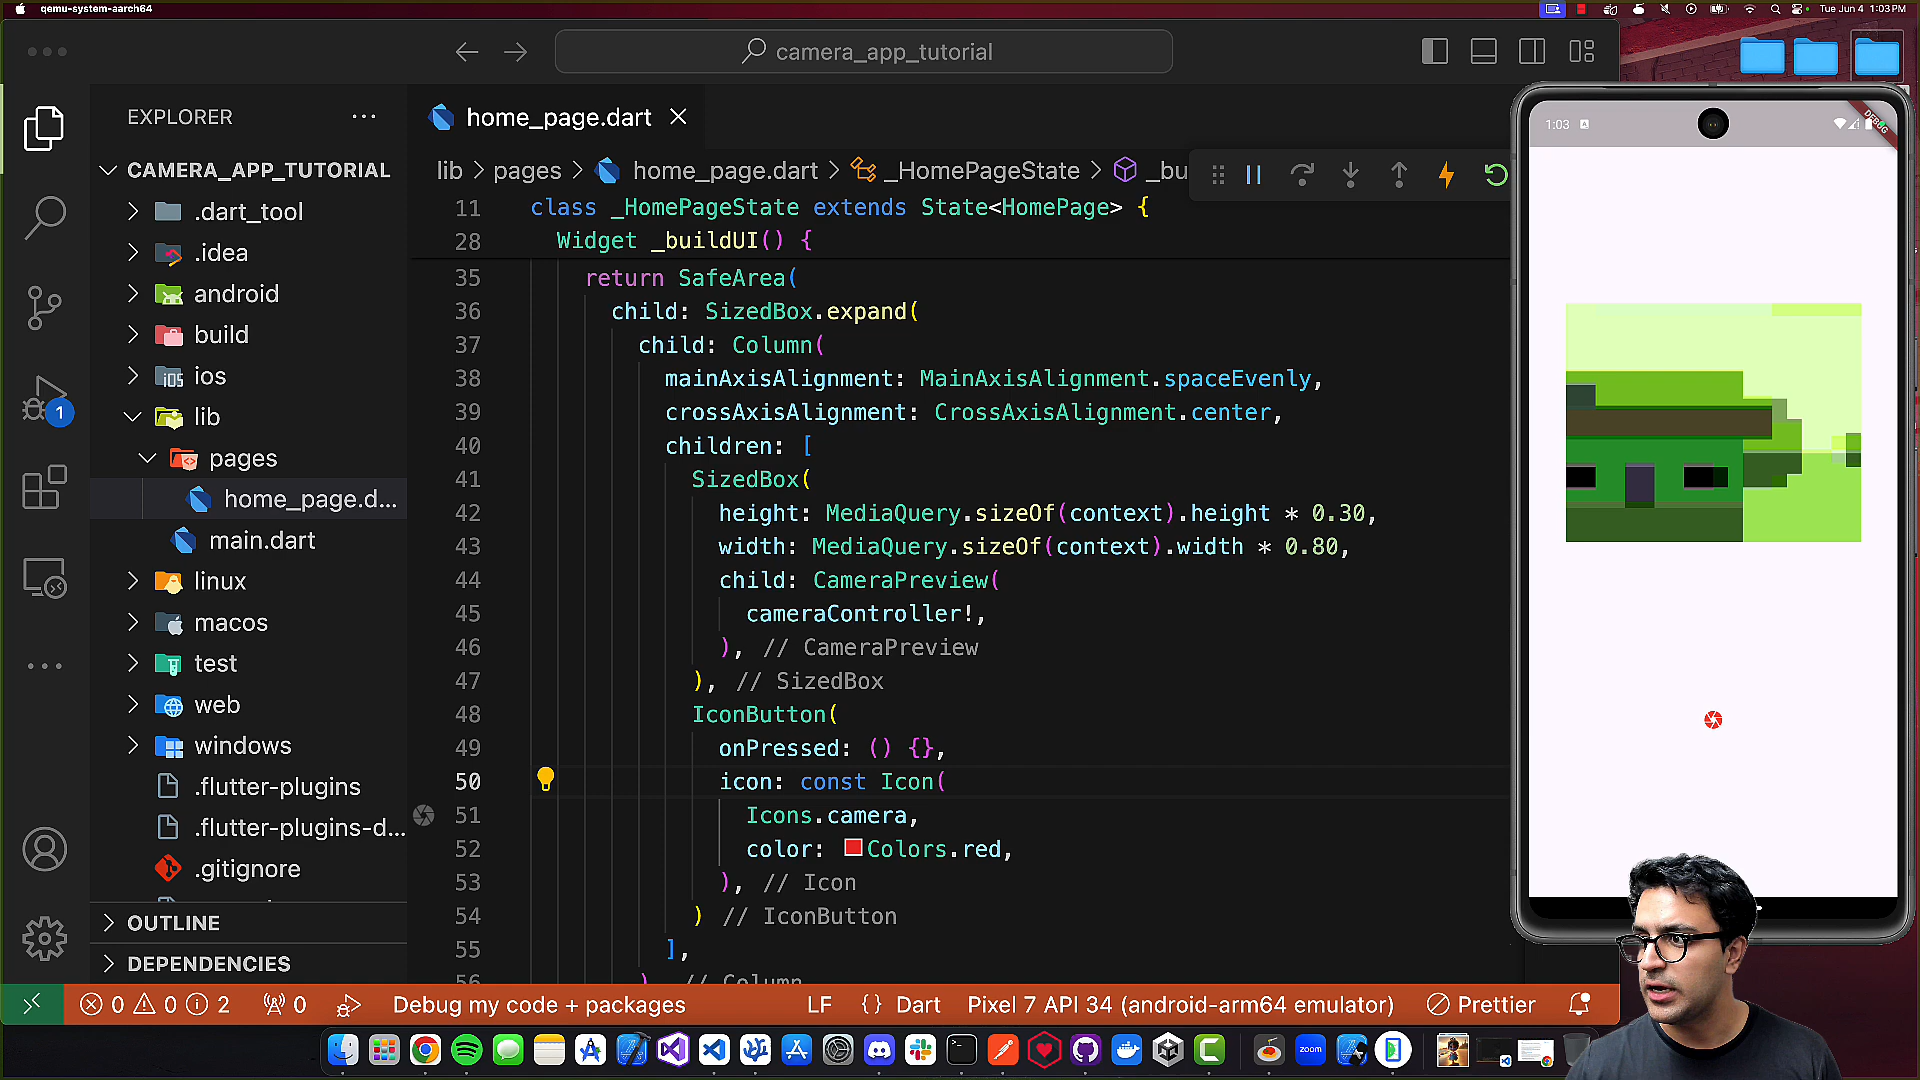 qemu-system-aarch64
Tue Jun 4 1:03 PM
camera_app_tutorial
EXPLORER
home_page.dart
CAMERA_APP_TUTORIAL
.dart_tool
.idea
android
build
ios
lib
pages
home_page.d...
main.dart
linux
macos
test
web
windows
.flutter-plugins
.flutter-plugins-d...
.gitignore
OUTLINE
DEPENDENCIES
1
lib > pages > home_page.dart > _HomePageState > _bu
11 class _HomePageState extends State<HomePage> {
28 Widget _buildUI() {
35 return SafeArea(
36 child: SizedBox.expand(
37 child: Column(
38 mainAxisAlignment: MainAxisAlignment.spaceEvenly,
39 crossAxisAlignment: CrossAxisAlignment.center,
40 children: [
41 SizedBox(
42 height: MediaQuery.sizeOf(context).height * 0.30,
43 width: MediaQuery.sizeOf(context).width * 0.80,
44 child: CameraPreview(
45 cameraController!,
46 ), // CameraPreview
47 ), // SizedBox
48 IconButton(
49 onPressed: () {},
50 icon: const Icon(
51 Icons.camera,
52 color: Colors.red,
53 ), // Icon
54 ) // IconButton
55 ],
56 ) // Column
1:03
DEBUG
0 0 2 0 Debug my code + packages LF {} Dart Pixel 7 API 34 (android-arm64 emulator) Prettier
zoom